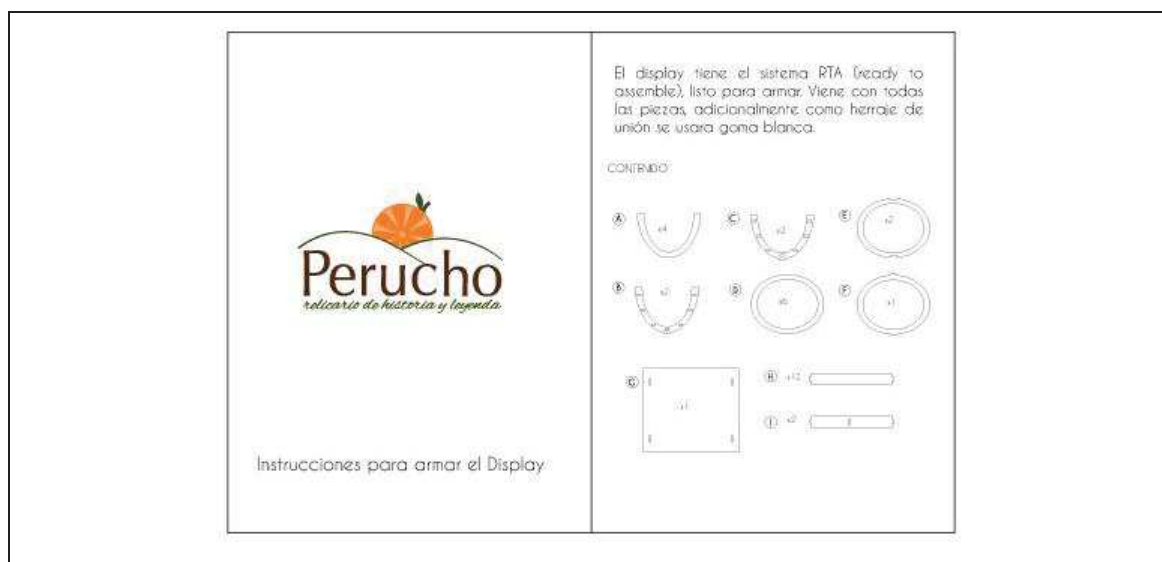 Perucho
relicario de historia y leyenda
Instrucciones para armar el Display
El display tiene el sistema RTA (ready to
assemble), listo para armar. Viene con todas
las piezas, adicionalmente como herraje de
unión se usara goma blanca.
CONTENIDO
A x4
C x2
E x2
B
D
F x1
G x1
H x12
I x2